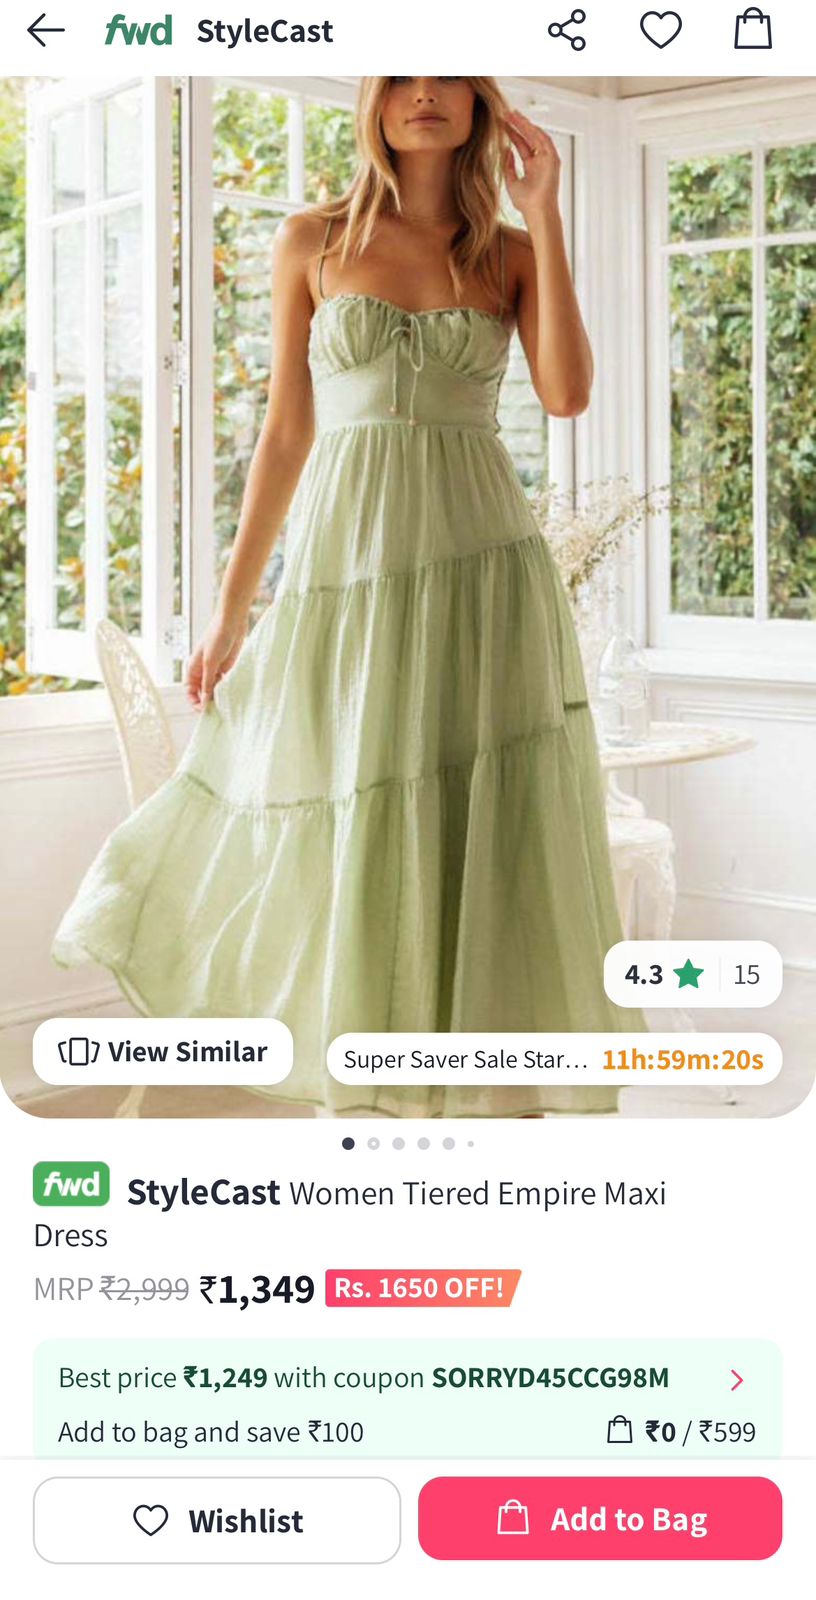 fwd StyleCast
4.3 ★ | 15
View Similar
Super Saver Sale Star... 11h:59m:20s
fwd StyleCast Women Tiered Empire Maxi
Dress
MRP ₹2,999 ₹1,349 Rs. 1650 OFF!
Best price ₹1,249 with coupon SORRYD45CCG98M
Add to bag and save ₹100 ₹0 / ₹599
Wishlist
Add to Bag